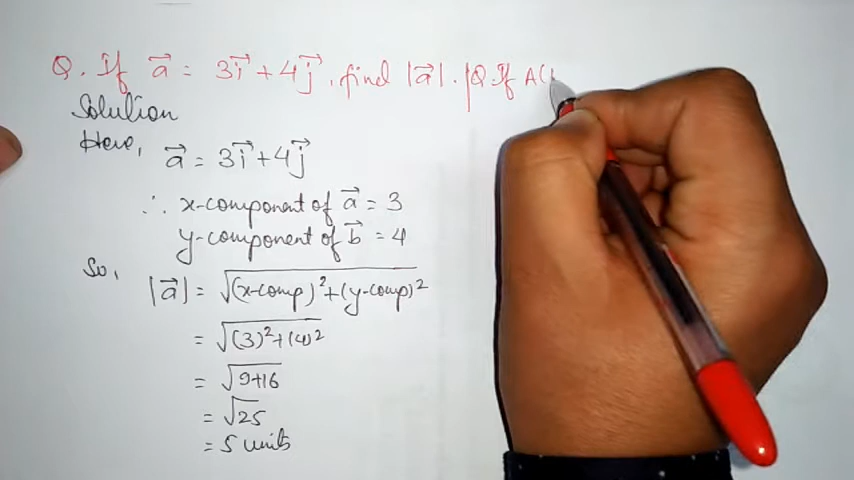 Q. If a⃗ = 3i⃗ + 4j⃗, find |a⃗|. | Q. If A(
Solution
Here, a⃗ = 3i⃗ + 4j⃗
∴ x-component of a⃗ = 3
y-component of b⃗ = 4
So, |a⃗| = √(x-comp)² + (y-comp)²
= √(3)² + (4)²
= √9+16
= √25
= 5 units